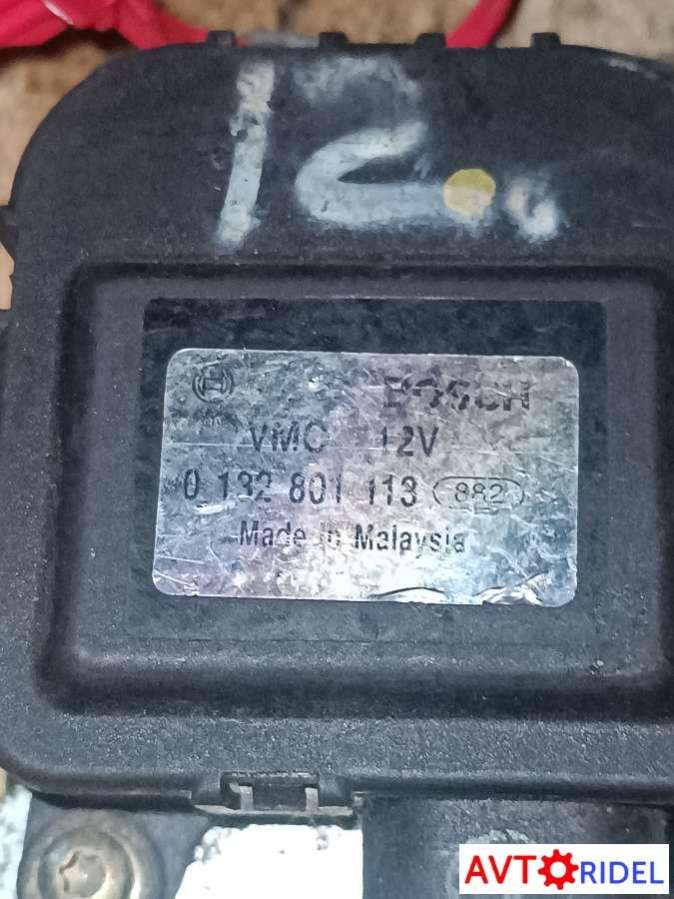 12.
BOSCH
VMC 12V
0 132 801 113 882
Made in Malaysia
AVTORIDEL